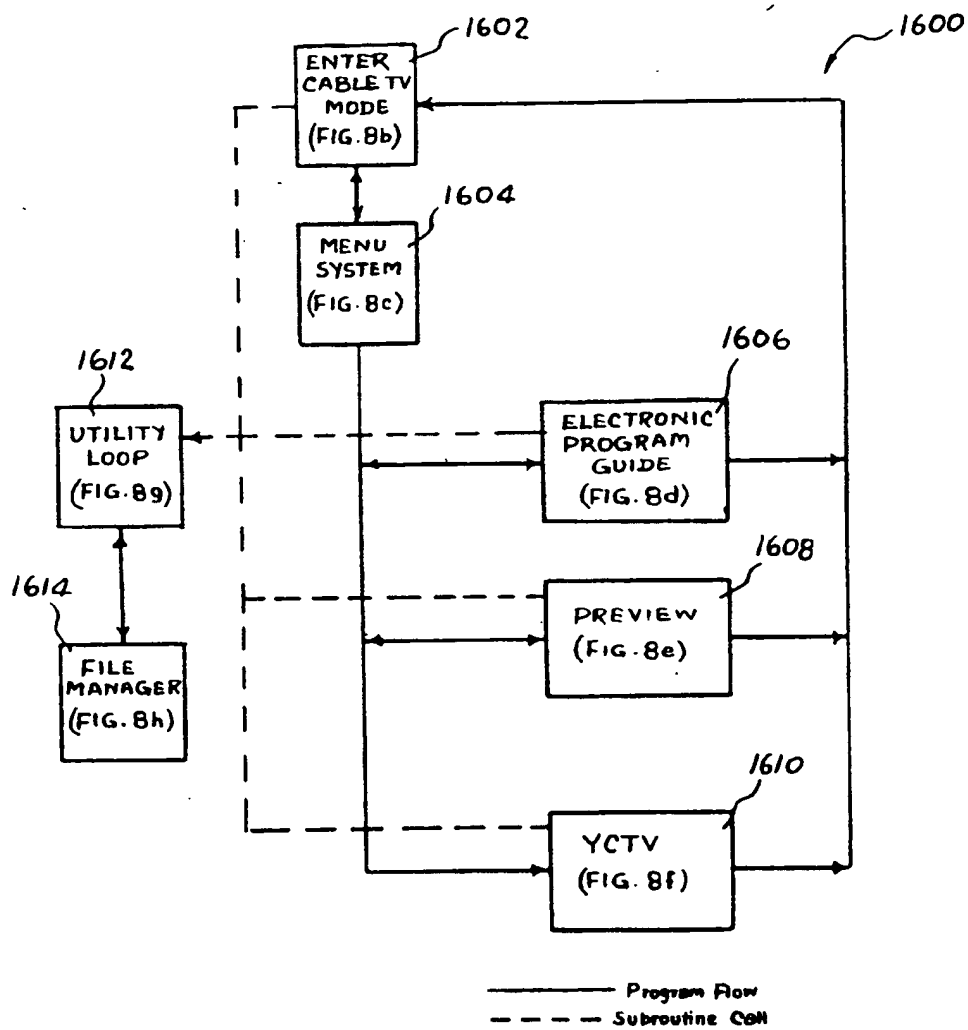 1600
1602
ENTER
CABLE TV
MODE
(FIG. 8b)
1604
MENU
SYSTEM
(FIG. 8c)
1606
ELECTRONIC
PROGRAM
GUIDE
(FIG. 8d)
1612
UTILITY
LOOP
(FIG. 8g)
1608
PREVIEW
(FIG. 8e)
1614
FILE
MANAGER
(FIG. 8h)
1610
YCTV
(FIG. 8f)
Program Flow
Subroutine Call